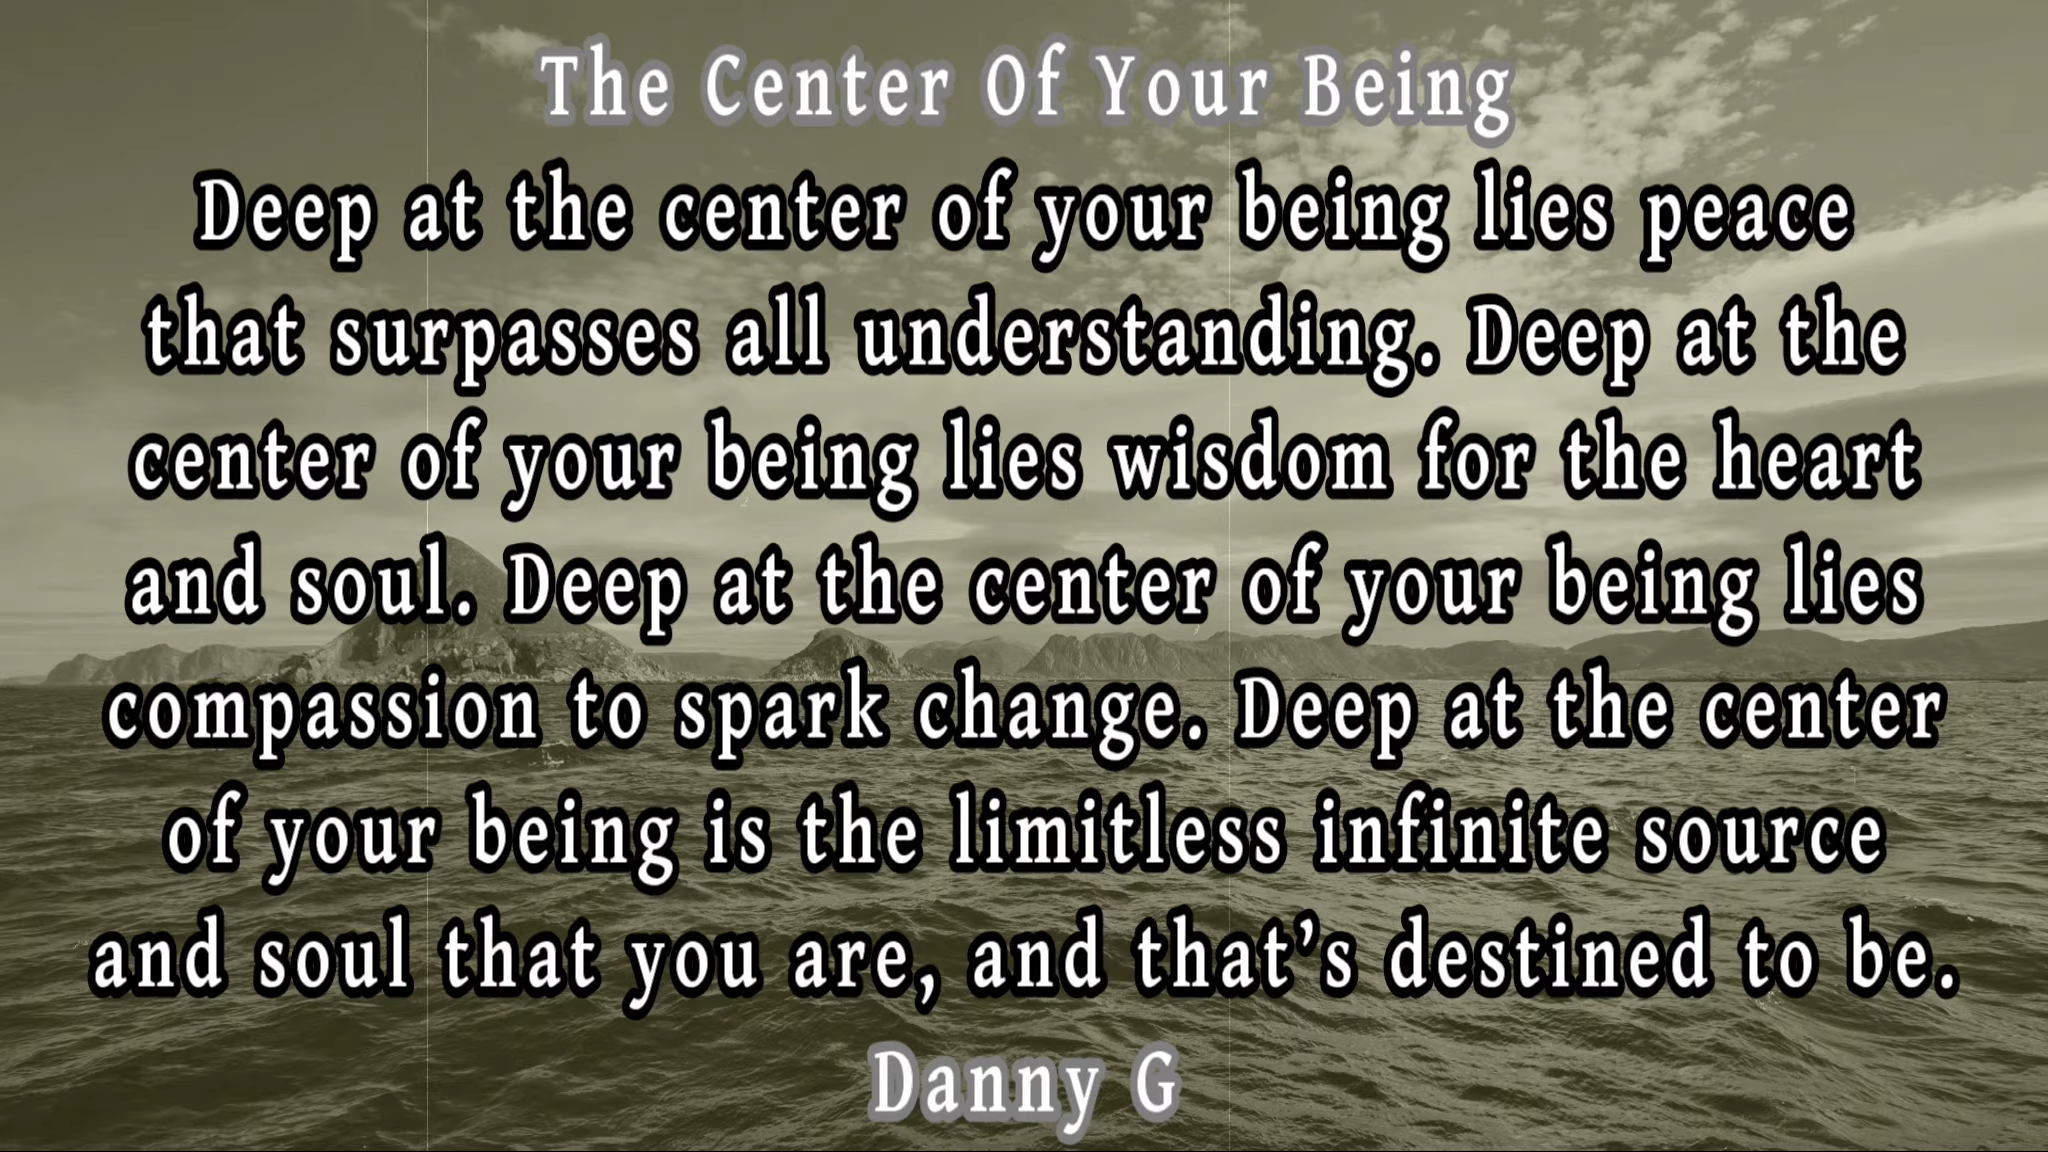 The Center Of Your Being
Deep at the center of your being lies peace
that surpasses all understanding. Deep at the
center of your being lies wisdom for the heart
and soul. Deep at the center of your being lies
compassion to spark change. Deep at the center
of your being is the limitless infinite source
and soul that you are, and that’s destined to be.
Danny G